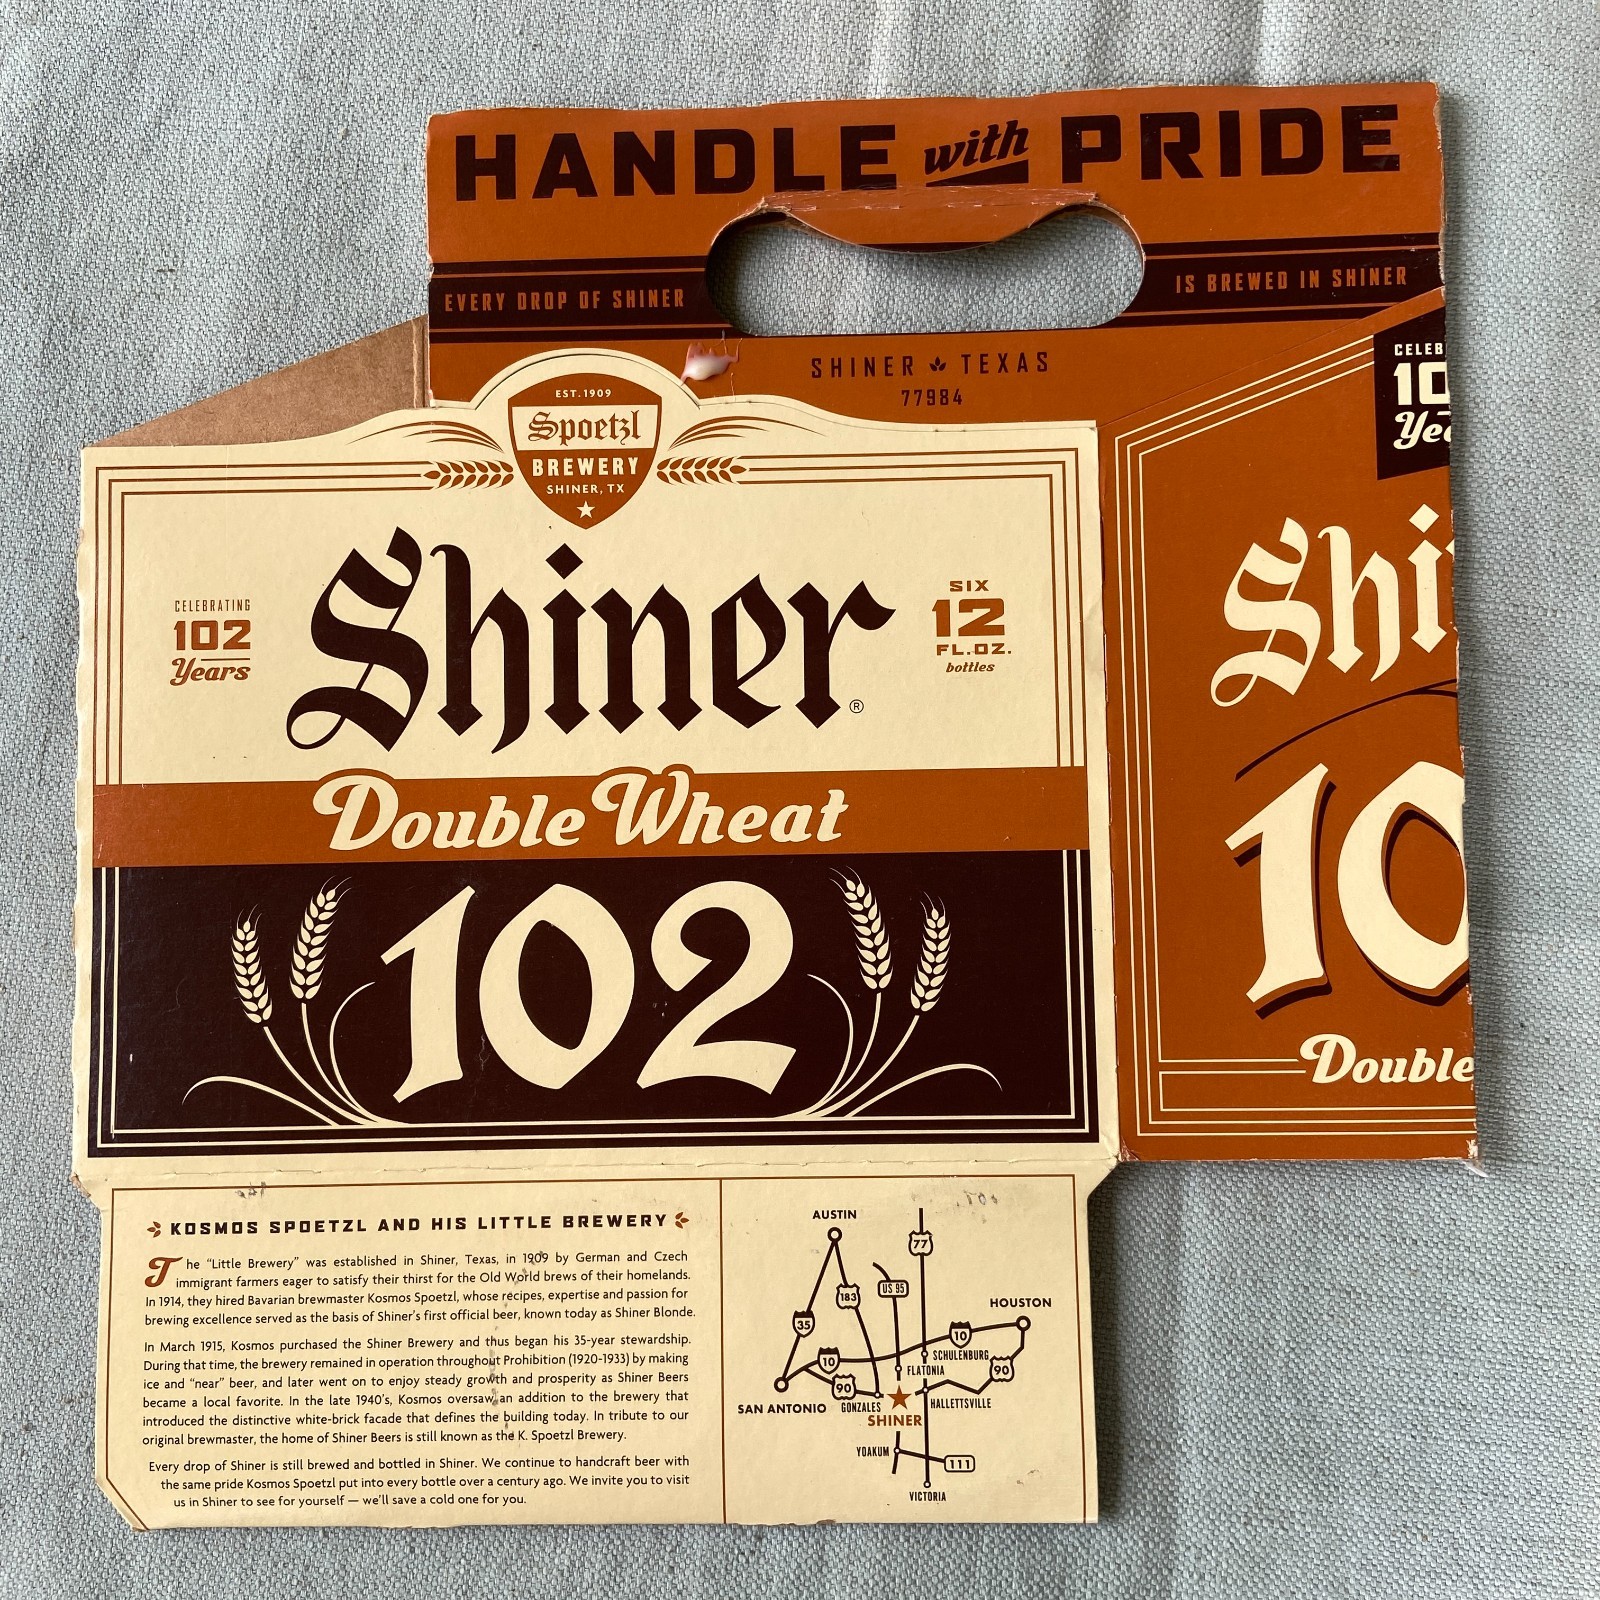 HANDLE with PRIDE
EVERY DROP OF SHINER
IS BREWED IN SHINER
SHINER TEXAS
77984
EST. 1909
Spoetzl
BREWERY
SHINER, TX
CELEBRATING
102
Years
Shiner®
SIX
12
FL.OZ.
bottles
Double Wheat
102
CELEB
10
Yea
Shi
10
Double
KOSMOS SPOETZL AND HIS LITTLE BREWERY
The “Little Brewery” was established in Shiner, Texas, in 1909 by German and Czech
immigrant farmers eager to satisfy their thirst for the Old World brews of their homelands.
In 1914, they hired Bavarian brewmaster Kosmos Spoetzl, whose recipes, expertise and passion for
brewing excellence served as the basis of Shiner's first official beer, known today as Shiner Blonde.
In March 1915, Kosmos purchased the Shiner Brewery and thus began his 35-year stewardship.
During that time, the brewery remained in operation throughout Prohibition (1920-1933) by making
ice and “near” beer, and later went on to enjoy steady growth and prosperity as Shiner Beers
became a local favorite. In the late 1940's, Kosmos oversaw an addition to the brewery that
introduced the distinctive white-brick facade that defines the building today. In tribute to our
original brewmaster, the home of Shiner Beers is still known as the K. Spoetzl Brewery.
Every drop of Shiner is still brewed and bottled in Shiner. We continue to handcraft beer with
the same pride Kosmos Spoetzl put into every bottle over a century ago. We invite you to visit
us in Shiner to see for yourself — we'll save a cold one for you.
AUSTIN
77
US 95
183
HOUSTON
35
10
10
SCHULENBURG
FLATONIA
90
90
SAN ANTONIO
GONZALES
HALLETTSVILLE
SHINER
YOAKUM
111
VICTORIA